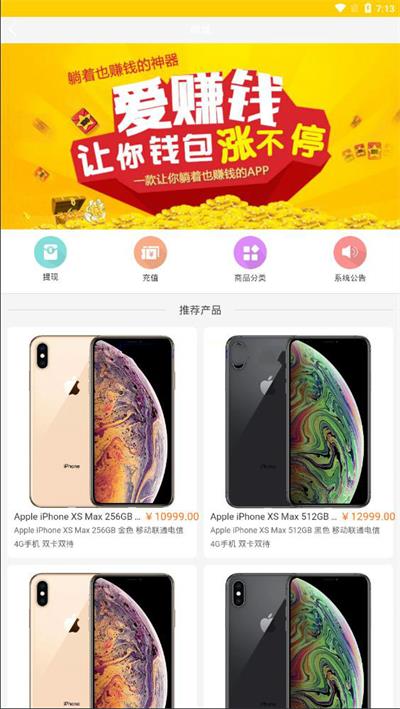 7:13
躺着也赚钱的神器
爱赚钱
让你钱包涨不停
一款让你躺着也赚钱的APP
提现
充值
商品分类
系统公告
推荐产品
iPhone
iPhone
Apple iPhone XS Max 256GB ... ￥10999.00
Apple iPhone XS Max 256GB 金色 移动联通电信
4G手机 双卡双待
Apple iPhone XS Max 512GB ... ￥12999.00
Apple iPhone XS Max 512GB 黑色 移动联通电信
4G手机 双卡双待
iPhone
iPhone